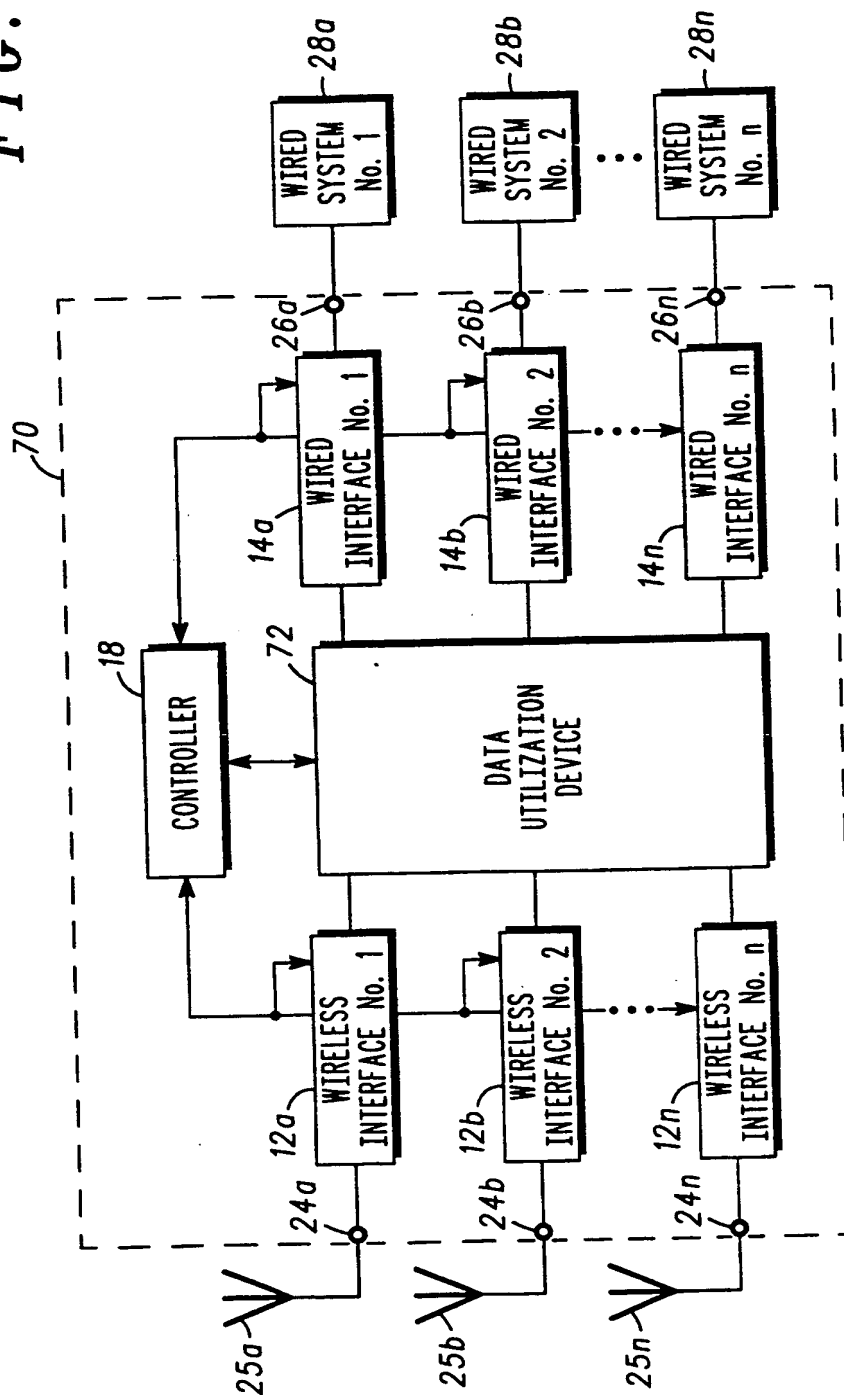 FIG.
70
18
CONTROLLER
72
DATA
UTILIZATION
DEVICE
25a
24a
12a
WIRELESS
INTERFACE No. 1
14a
WIRED
INTERFACE No. 1
26a
WIRED
SYSTEM
No. 1
28a
25b
24b
12b
WIRELESS
INTERFACE No. 2
14b
WIRED
INTERFACE No. 2
26b
WIRED
SYSTEM
No. 2
28b
25n
24n
12n
WIRELESS
INTERFACE No. n
14n
WIRED
INTERFACE No. n
26n
WIRED
SYSTEM
No. n
28n